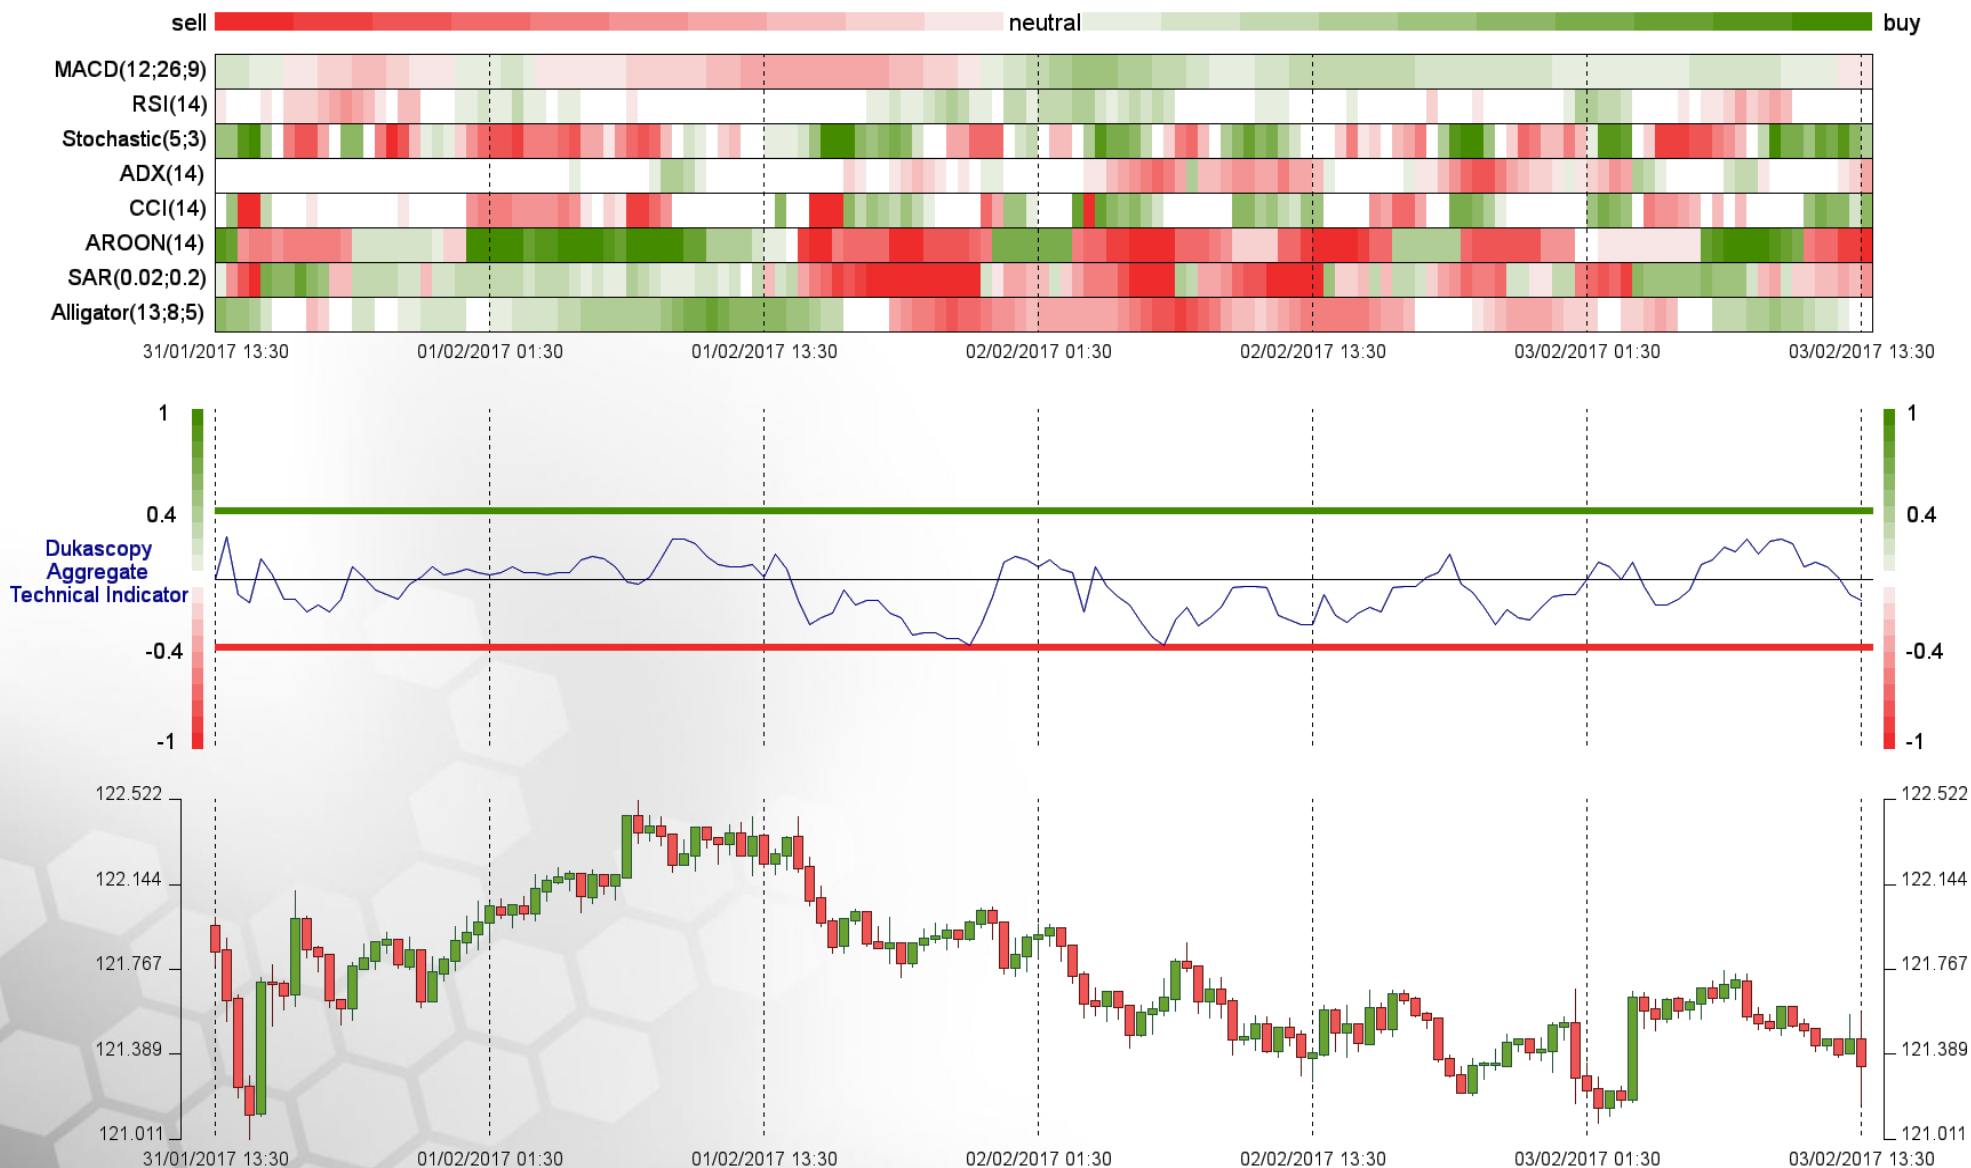 sell neutral buy
MACD(12;26;9)
RSI(14)
Stochastic(5;3)
ADX(14)
CCI(14)
AROON(14)
SAR(0.02;0.2)
Alligator(13;8;5)
31/01/2017 13:30 01/02/2017 01:30 01/02/2017 13:30 02/02/2017 01:30 02/02/2017 13:30 03/02/2017 01:30 03/02/2017 13:30
1 1
0.4 0.4
Dukascopy
Aggregate
Technical Indicator
-0.4 -0.4
-1 -1
122.522 122.522
122.144 122.144
121.767 121.767
121.389 121.389
121.011 121.011
31/01/2017 13:30 01/02/2017 01:30 01/02/2017 13:30 02/02/2017 01:30 02/02/2017 13:30 03/02/2017 01:30 03/02/2017 13:30